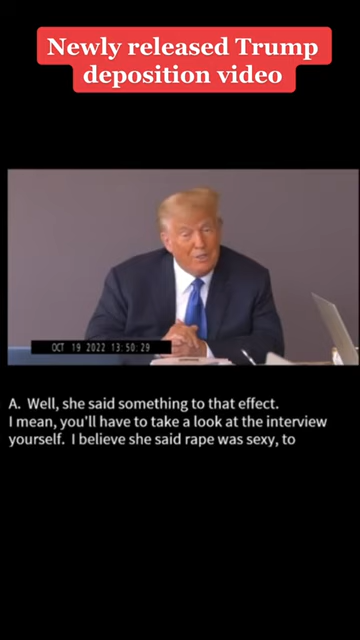 Newly released Trump
deposition video
OCT 19 2022 13:50:29
A. Well, she said something to that effect.
I mean, you'll have to take a look at the interview
yourself. I believe she said rape was sexy, to